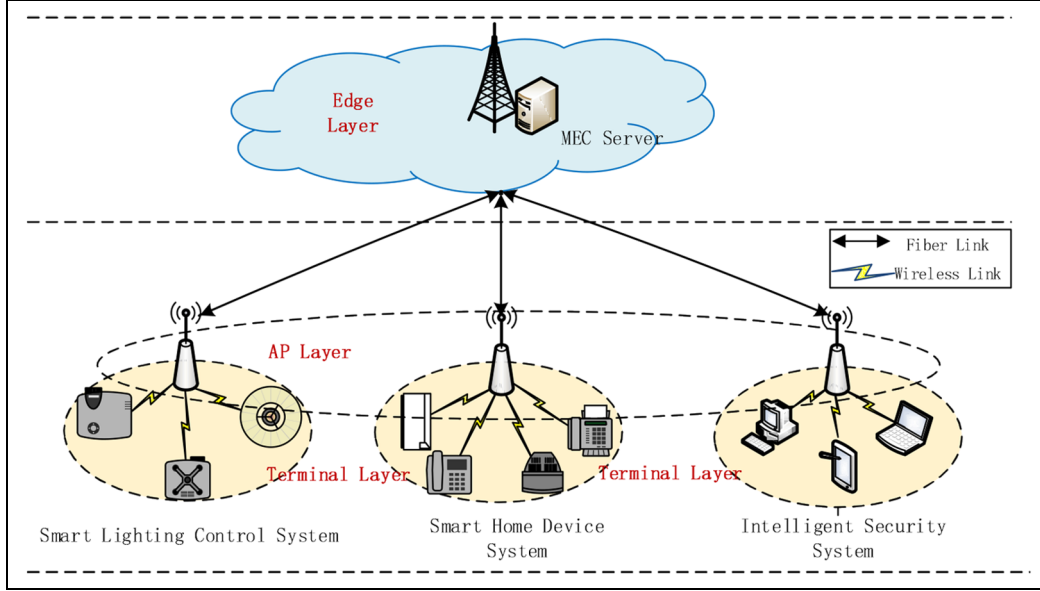 Edge
Layer
MEC Server
Fiber Link
Wireless Link
AP Layer
Terminal Layer
Terminal Layer
Smart Lighting Control System
Smart Home Device
System
Intelligent Security
System